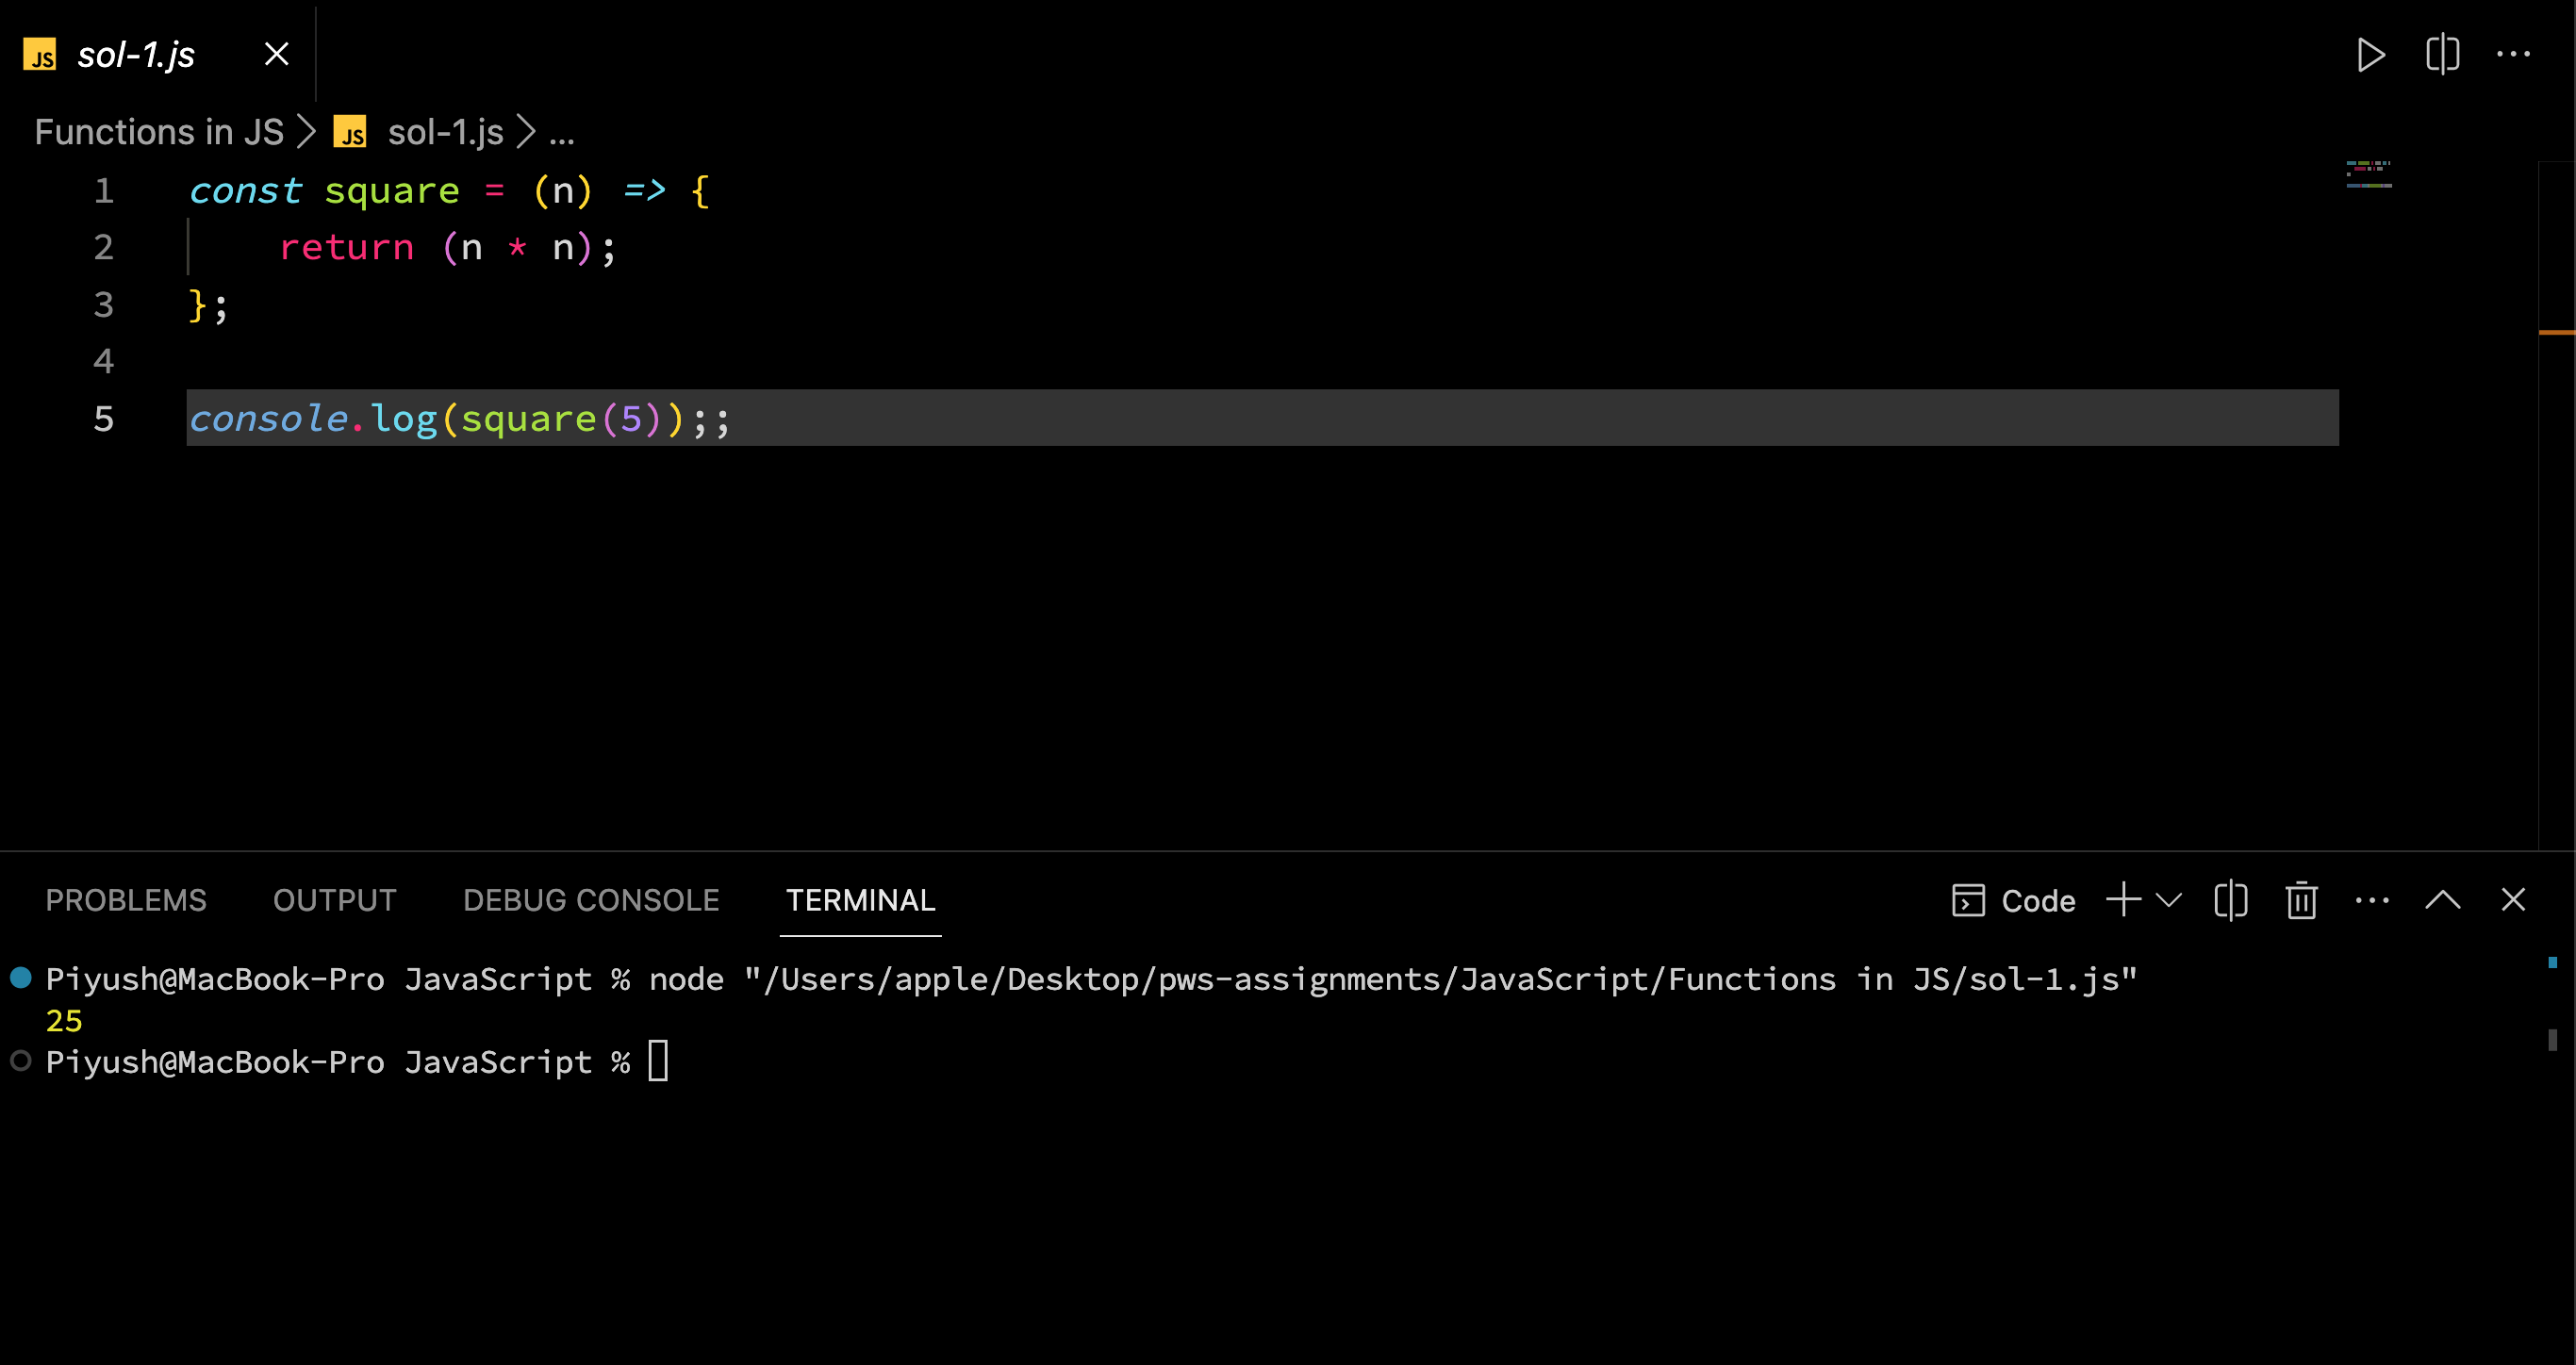 JS sol-1.js
Functions in JS > JS sol-1.js > ...
1 const square = (n) => {
2 return (n * n);
3 };
4
5 console.log(square(5));;
PROBLEMS OUTPUT DEBUG CONSOLE TERMINAL Code
Piyush@MacBook-Pro JavaScript % node "/Users/apple/Desktop/pws-assignments/JavaScript/Functions in JS/sol-1.js"
25
Piyush@MacBook-Pro JavaScript %